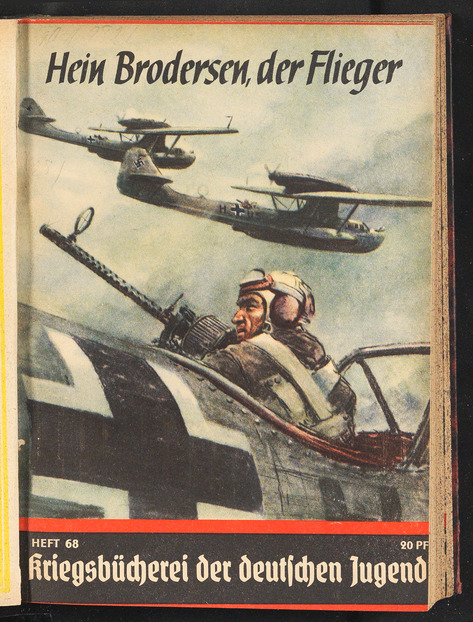 Hein Brodersen, der Flieger
HEFT 68
20 PF
Kriegsbücherei der deutſchen Jugend